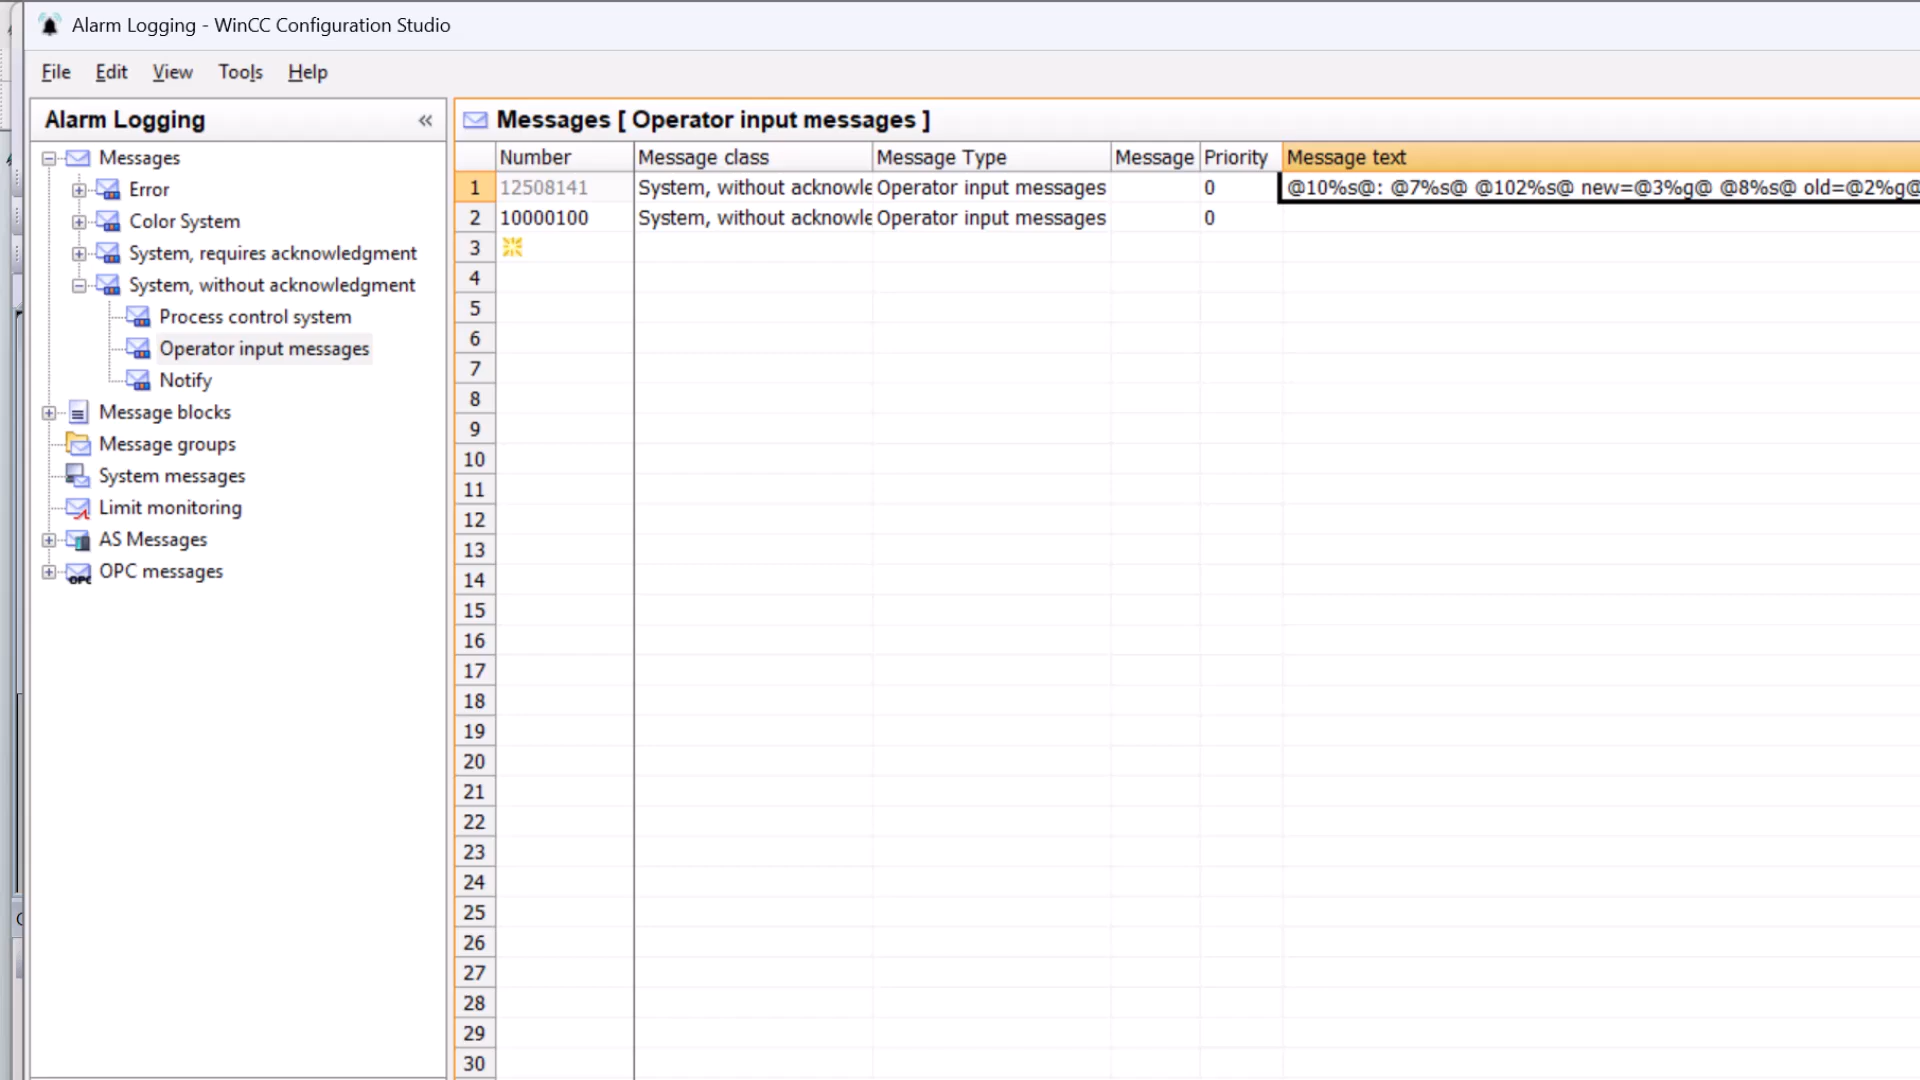 Alarm Logging - WinCC Configuration Studio
File Edit View Tools Help
Alarm Logging «
Messages
Error
Color System
System, requires acknowledgment
System, without acknowledgment
Process control system
Operator input messages
Notify
Message blocks
Message groups
System messages
Limit monitoring
AS Messages
OPC messages
Messages [ Operator input messages ]
Number Message class Message Type Message Priority Message text
1 12508141 System, without acknowle Operator input messages 0 @10%s@: @7%s@ @102%s@ new=@3%g@ @8%s@ old=@2%g@
2 10000100 System, without acknowle Operator input messages 0
3
4
5
6
7
8
9
10
11
12
13
14
15
16
17
18
19
20
21
22
23
24
25
26
27
28
29
30